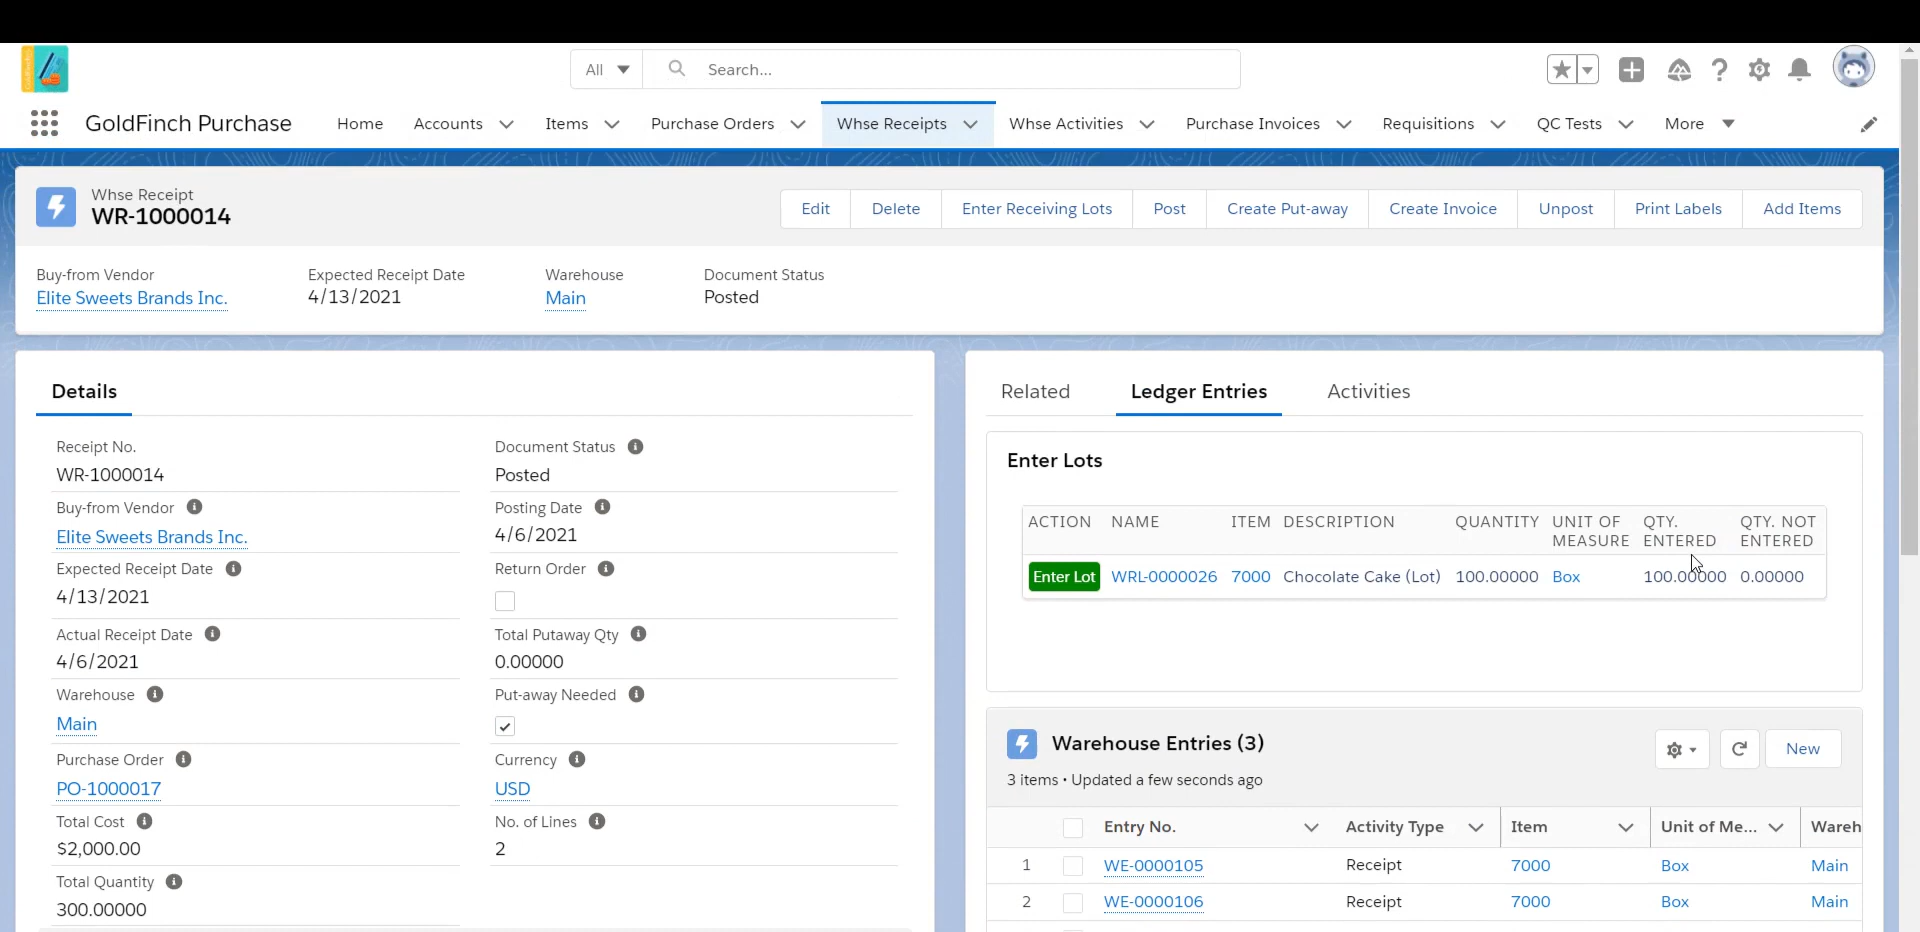 All
Search...
GoldFinch Purchase
Home
Accounts
Items
Purchase Orders
Whse Receipts
Whse Activities
Purchase Invoices
Requisitions
QC Tests
More
Whse Receipt
WR-1000014
Edit
Delete
Enter Receiving Lots
Post
Create Put-away
Create Invoice
Unpost
Print Labels
Add Items
Buy-from Vendor
Elite Sweets Brands Inc.
Expected Receipt Date
4/13/2021
Warehouse
Main
Document Status
Posted
Details
Receipt No.
WR-1000014
Buy-from Vendor
Elite Sweets Brands Inc.
Expected Receipt Date
4/13/2021
Actual Receipt Date
4/6/2021
Warehouse
Main
Purchase Order
PO-1000017
Total Cost
$2,000.00
Total Quantity
300.00000
Document Status
Posted
Posting Date
4/6/2021
Return Order
Total Putaway Qty
0.00000
Put-away Needed
Currency
USD
No. of Lines
2
Related
Ledger Entries
Activities
Enter Lots
ACTION NAME ITEM DESCRIPTION QUANTITY UNIT OF MEASURE QTY. ENTERED QTY. NOT ENTERED
Enter Lot WRL-0000026 7000 Chocolate Cake (Lot) 100.00000 Box 100.00000 0.00000
Warehouse Entries (3)
3 items • Updated a few seconds ago
New
Entry No. Activity Type Item Unit of Me... Wareh
1 WE-0000105 Receipt 7000 Box Main
2 WE-0000106 Receipt 7000 Box Main